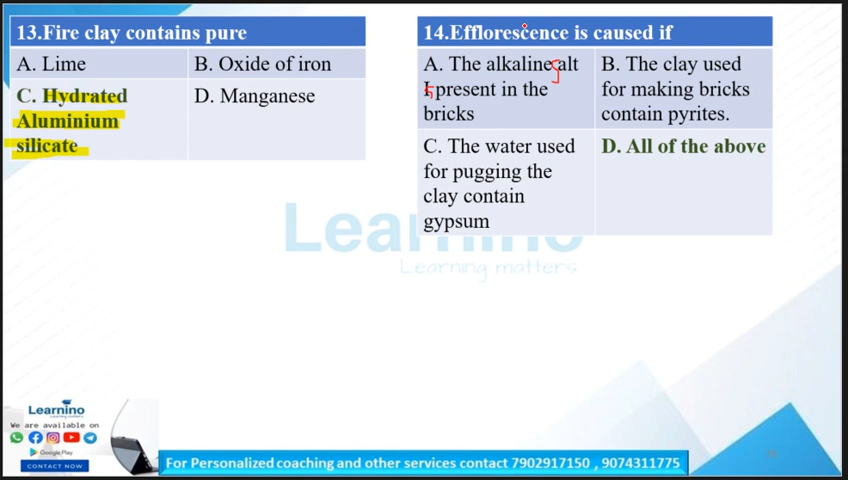 13.Fire clay contains pure
A. Lime
B. Oxide of iron
C. Hydrated
Aluminium
silicate
D. Manganese
14.Efflorescence is caused if
A. The alkaline salt
Is present in the
bricks
B. The clay used
for making bricks
contain pyrites.
C. The water used
for pugging the
clay contain
gypsum
D. All of the above
Learnino
Learning matters
Learnino
Learning matters
We are available on
Google Play
CONTACT NOW
For Personalized coaching and other services contact 7902917150 , 9074311775